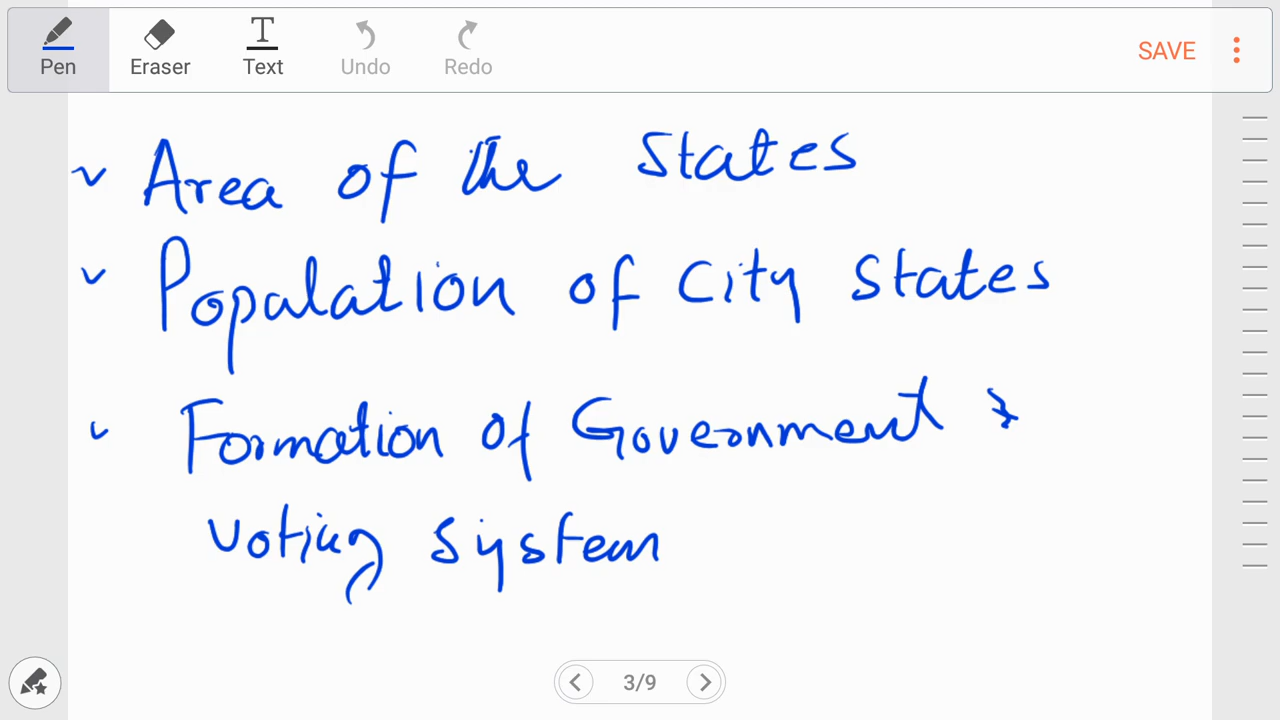 Pen
Eraser
Text
Undo
Redo
SAVE
Area of the States
Popalation of City States
Formation of Government &
voting system
3/9